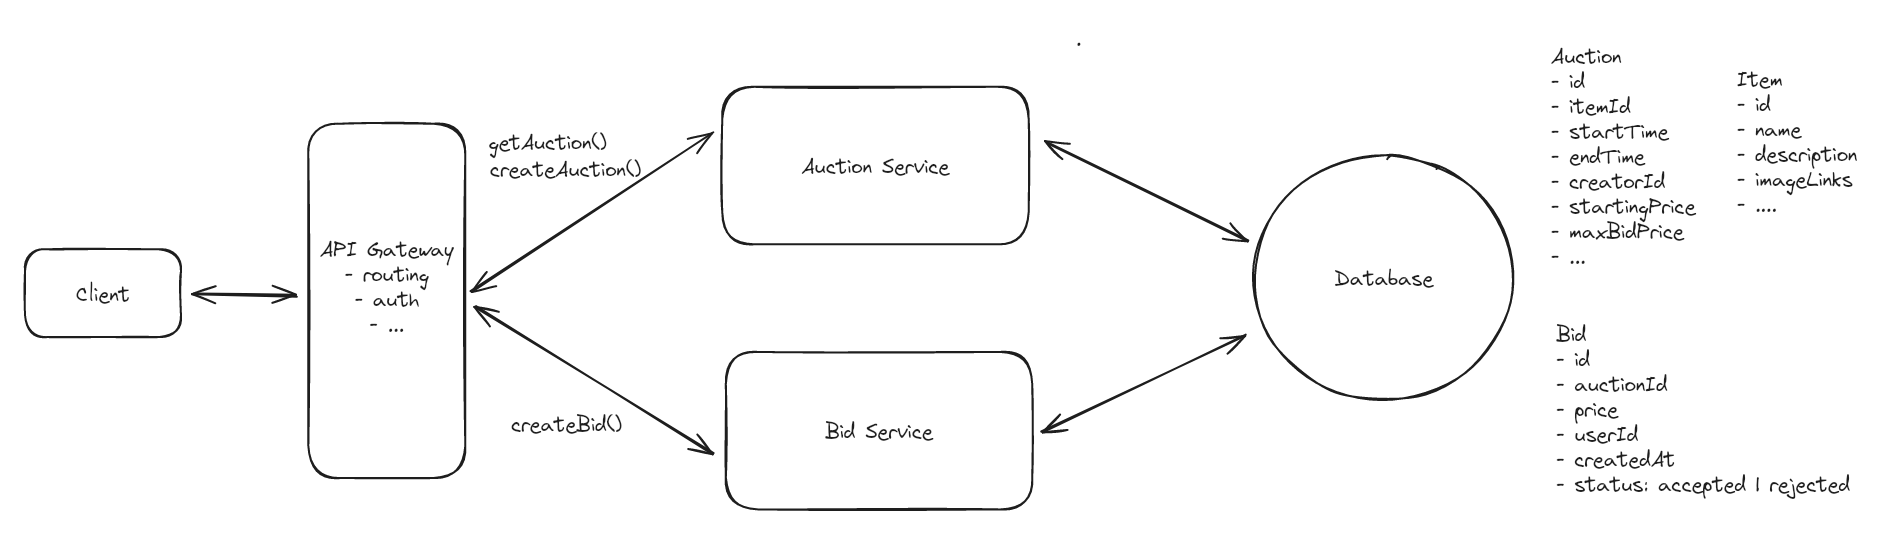 Client
API Gateway
- routing
- auth
- ...
getAuction()
createAuction()
createBid()
Auction Service
Bid Service
Database
Auction
- id
- itemId
- startTime
- endTime
- creatorId
- startingPrice
- maxBidPrice
- ...
Item
- id
- name
- description
- imageLinks
- ....
Bid
- id
- auctionId
- price
- userId
- createdAt
- status: accepted | rejected